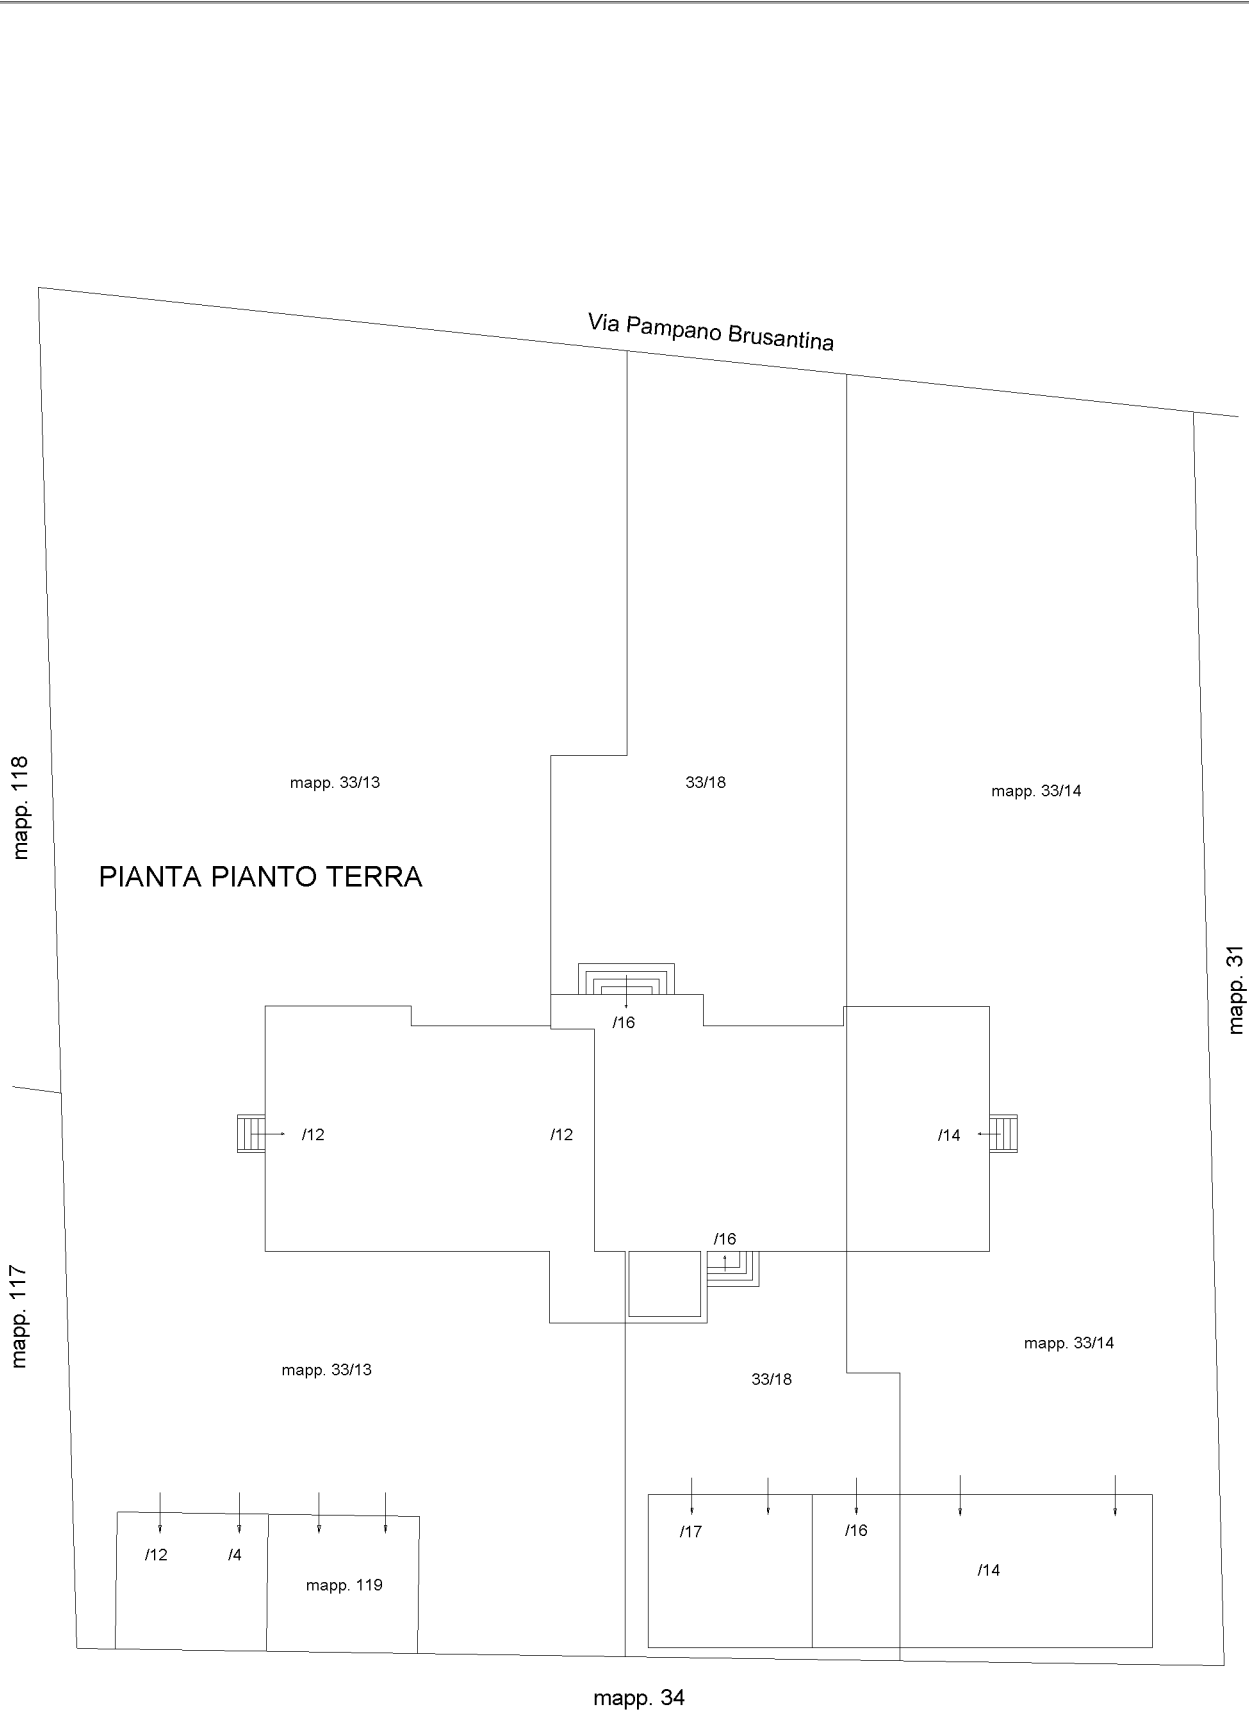 Via Pampano Brusantina
mapp. 33/13
33/18
mapp. 33/14
mapp. 118
PIANTA PIANTO TERRA
mapp. 31
/16
/12
/12
/14
/16
mapp. 117
mapp. 33/13
33/18
mapp. 33/14
/12
/4
mapp. 119
/17
/16
/14
mapp. 34